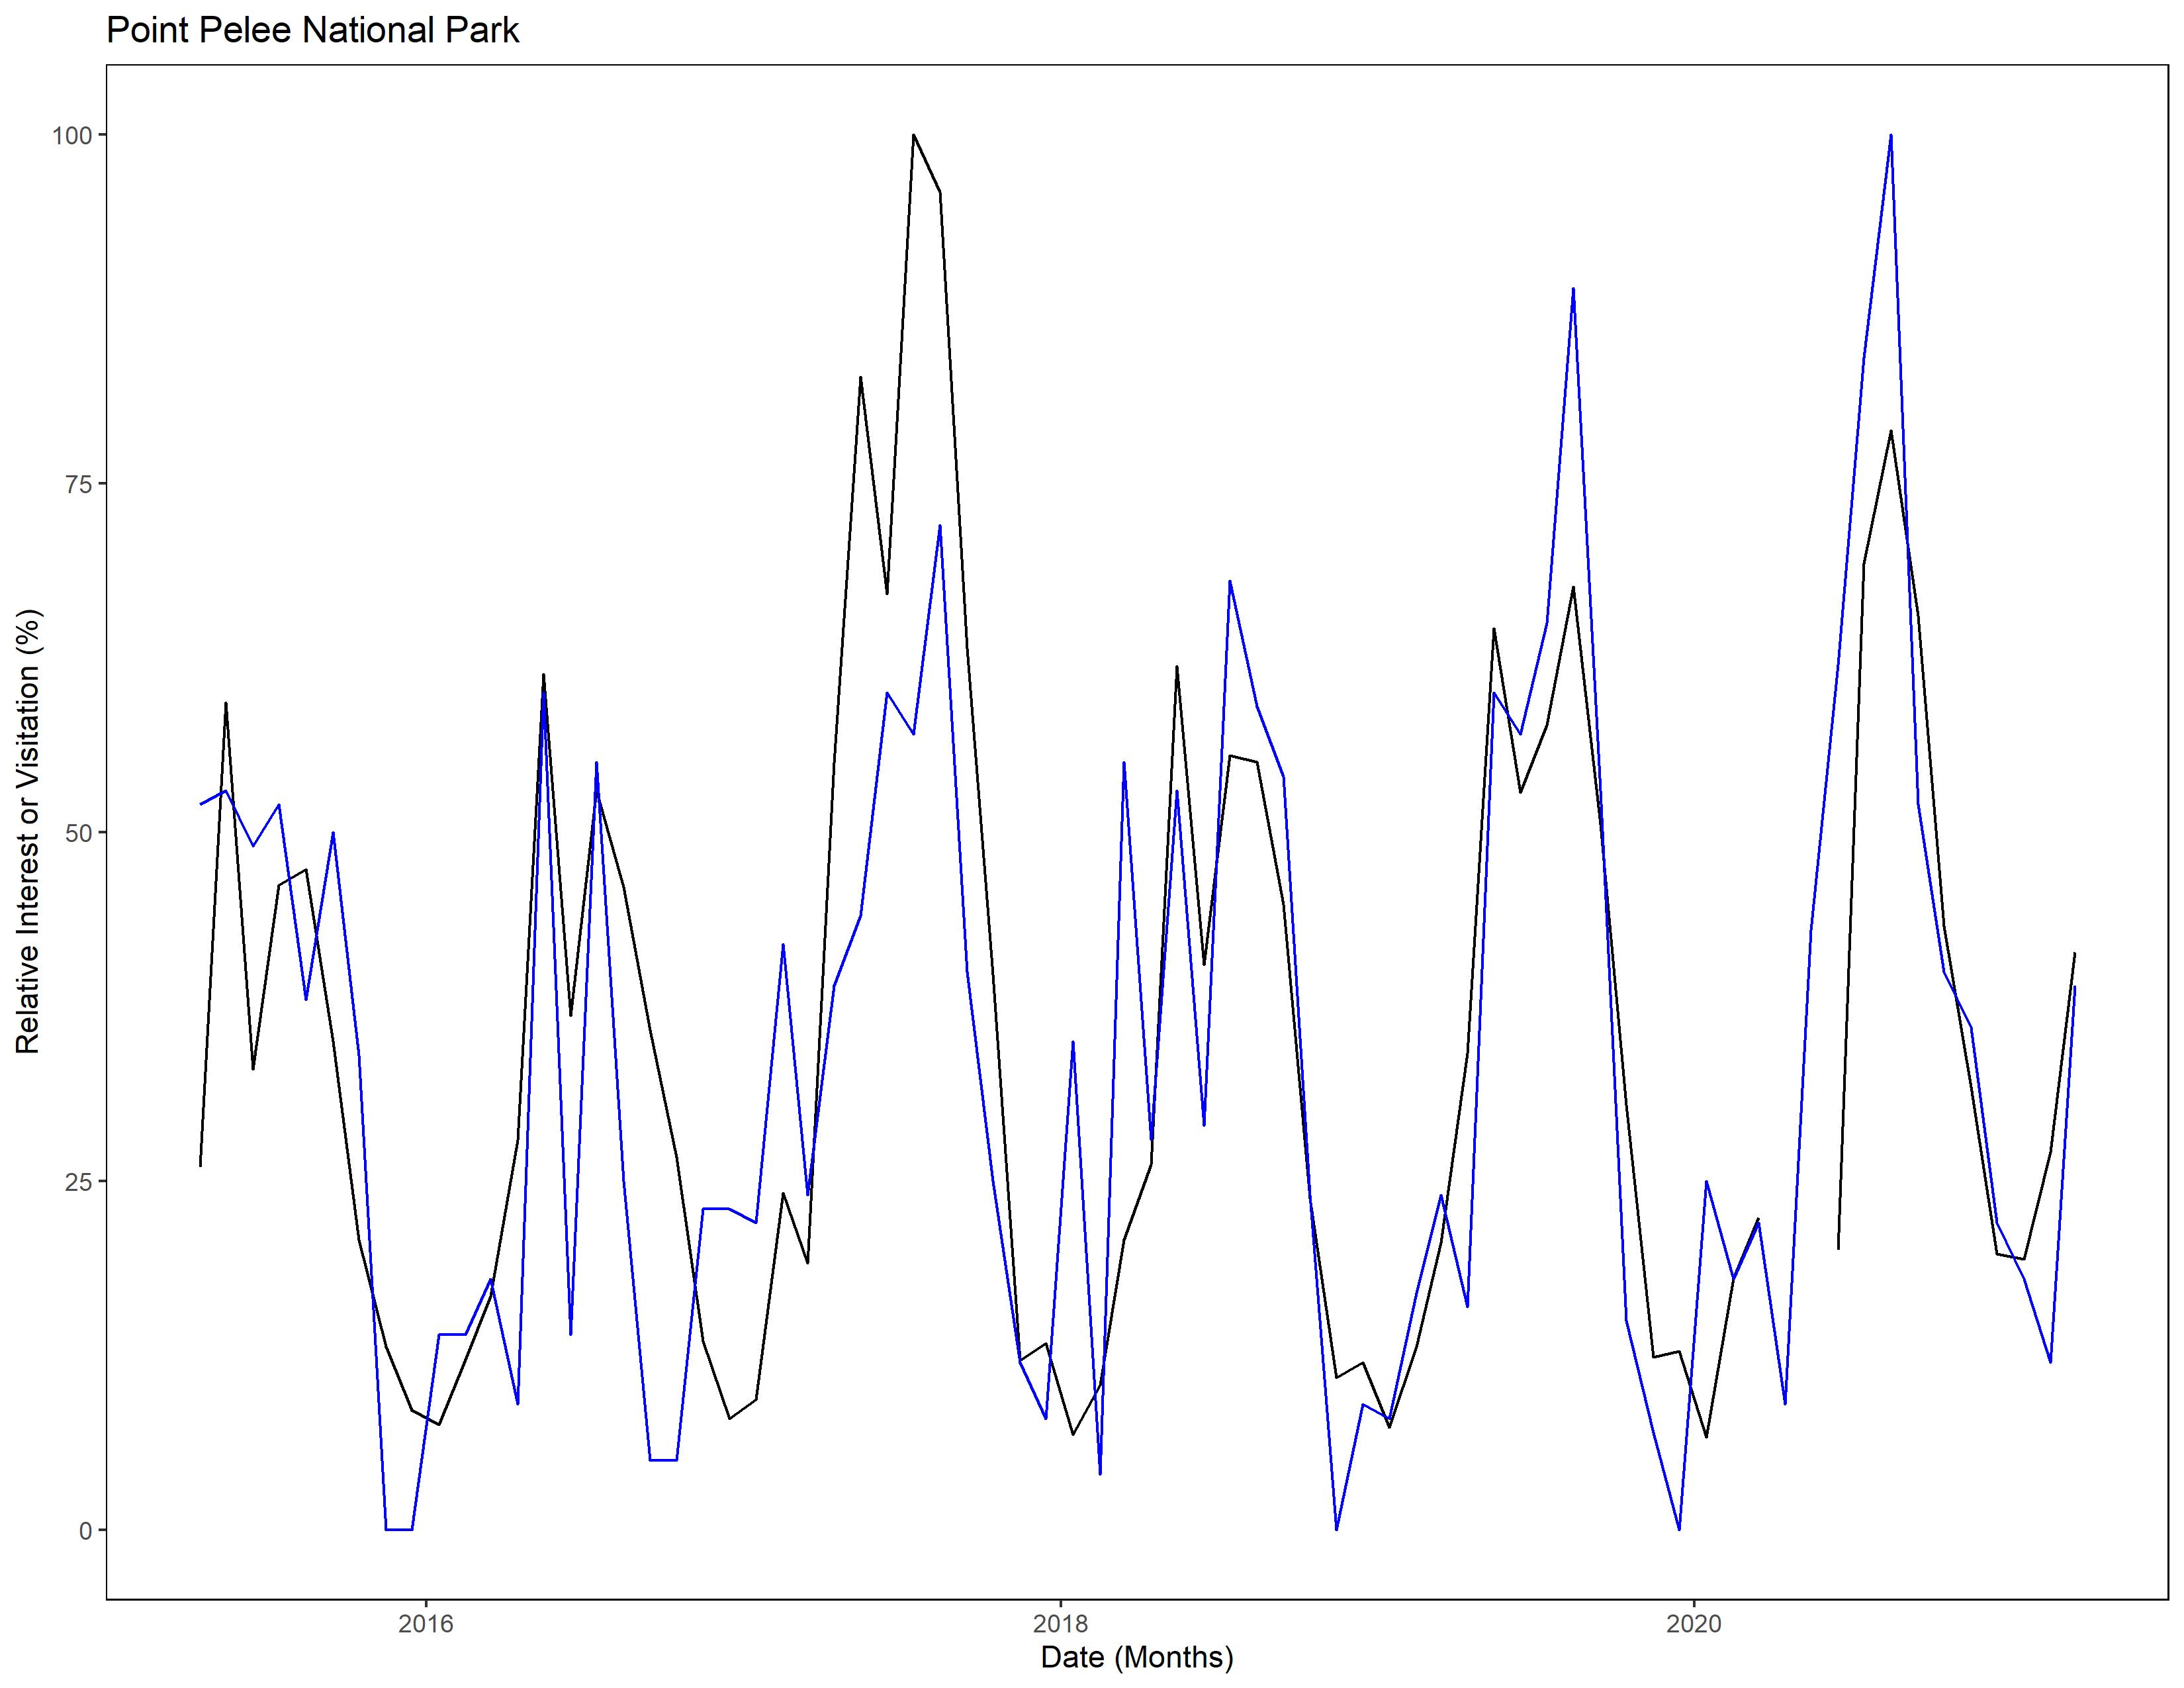 Point Pelee National Park
100
75
50
25
0
Relative Interest or Visitation (%)
2016
2018
2020
Date (Months)